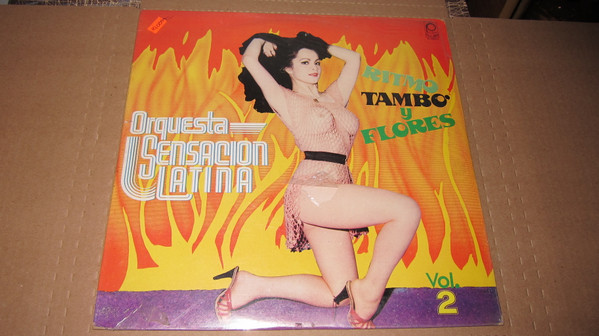 Orquesta
SENSACION
LATINA
RITMO
TAMBO'
y
FLORES
Vol.
2